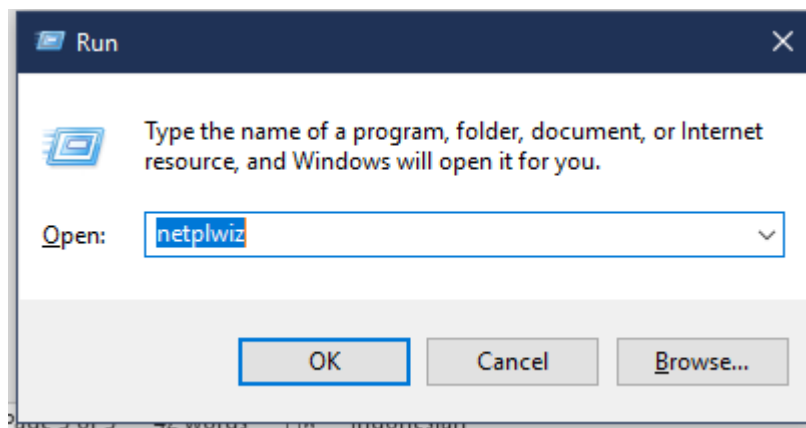 Run
Type the name of a program, folder, document, or Internet
resource, and Windows will open it for you.
Open: netplwiz
OK Cancel Browse...